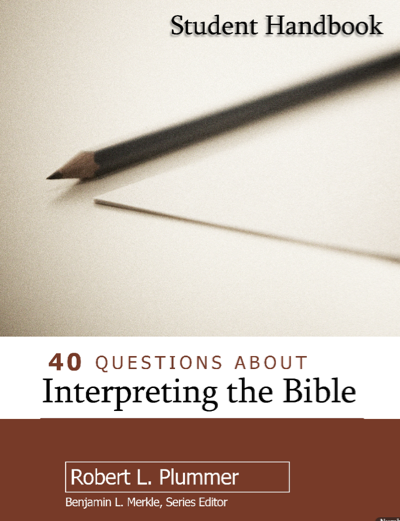 Student Handbook
40 QUESTIONS ABOUT
Interpreting the Bible
Robert L. Plummer
Benjamin L. Merkle, Series Editor